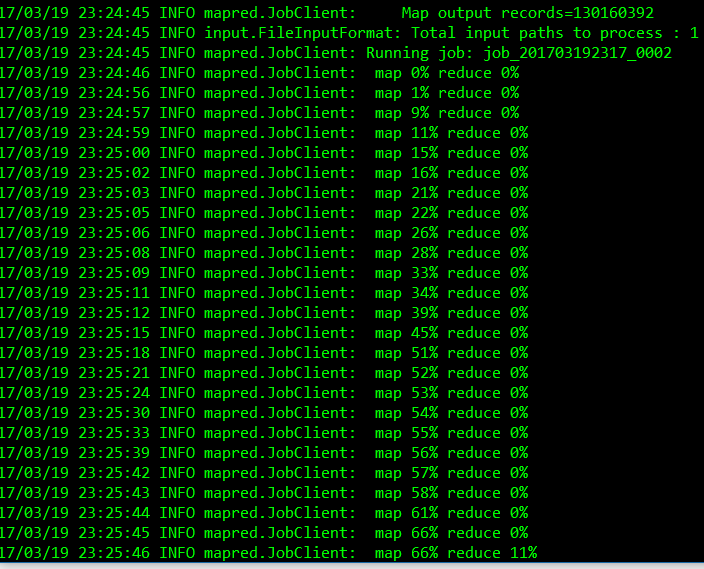 17/03/19 23:24:45 INFO mapred.JobClient:     Map output records=130160392
17/03/19 23:24:45 INFO input.FileInputFormat: Total input paths to process : 1
17/03/19 23:24:45 INFO mapred.JobClient: Running job: job_201703192317_0002
17/03/19 23:24:46 INFO mapred.JobClient:  map 0% reduce 0%
17/03/19 23:24:56 INFO mapred.JobClient:  map 1% reduce 0%
17/03/19 23:24:57 INFO mapred.JobClient:  map 9% reduce 0%
17/03/19 23:24:59 INFO mapred.JobClient:  map 11% reduce 0%
17/03/19 23:25:00 INFO mapred.JobClient:  map 15% reduce 0%
17/03/19 23:25:02 INFO mapred.JobClient:  map 16% reduce 0%
17/03/19 23:25:03 INFO mapred.JobClient:  map 21% reduce 0%
17/03/19 23:25:05 INFO mapred.JobClient:  map 22% reduce 0%
17/03/19 23:25:06 INFO mapred.JobClient:  map 26% reduce 0%
17/03/19 23:25:08 INFO mapred.JobClient:  map 28% reduce 0%
17/03/19 23:25:09 INFO mapred.JobClient:  map 33% reduce 0%
17/03/19 23:25:11 INFO mapred.JobClient:  map 34% reduce 0%
17/03/19 23:25:12 INFO mapred.JobClient:  map 39% reduce 0%
17/03/19 23:25:15 INFO mapred.JobClient:  map 45% reduce 0%
17/03/19 23:25:18 INFO mapred.JobClient:  map 51% reduce 0%
17/03/19 23:25:21 INFO mapred.JobClient:  map 52% reduce 0%
17/03/19 23:25:24 INFO mapred.JobClient:  map 53% reduce 0%
17/03/19 23:25:30 INFO mapred.JobClient:  map 54% reduce 0%
17/03/19 23:25:33 INFO mapred.JobClient:  map 55% reduce 0%
17/03/19 23:25:39 INFO mapred.JobClient:  map 56% reduce 0%
17/03/19 23:25:42 INFO mapred.JobClient:  map 57% reduce 0%
17/03/19 23:25:43 INFO mapred.JobClient:  map 58% reduce 0%
17/03/19 23:25:44 INFO mapred.JobClient:  map 61% reduce 0%
17/03/19 23:25:45 INFO mapred.JobClient:  map 66% reduce 0%
17/03/19 23:25:46 INFO mapred.JobClient:  map 66% reduce 11%